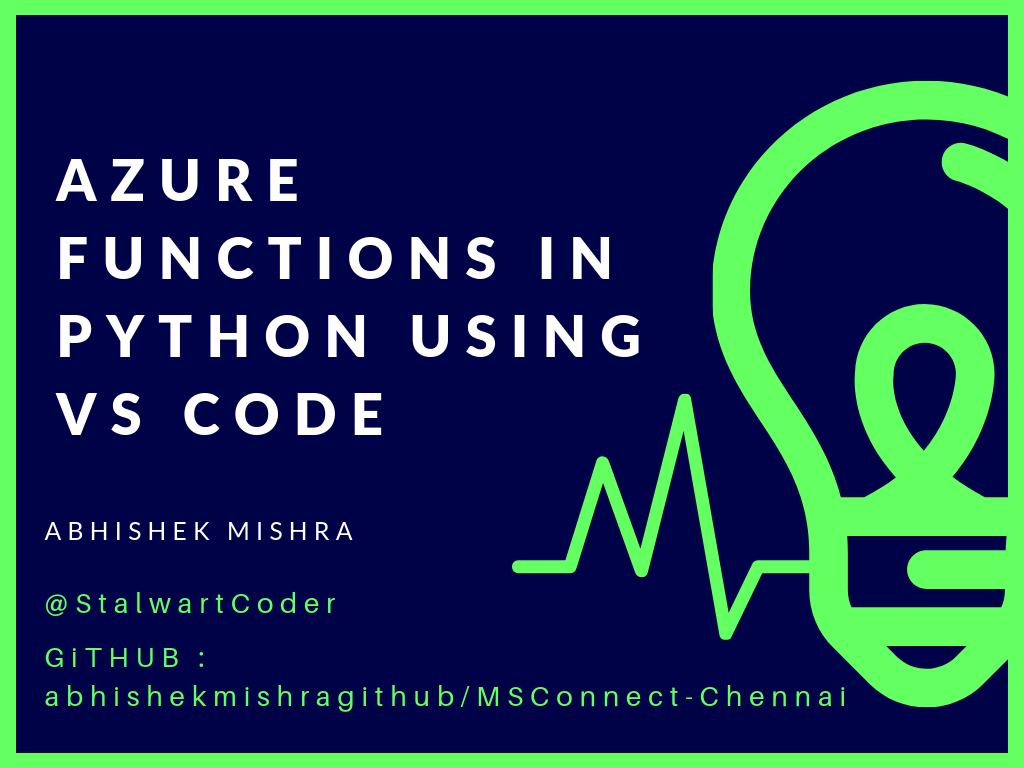 AZURE
FUNCTIONS IN
PYTHON USING
VS CODE
ABHISHEK MISHRA
@StalwartCoder
GiTHUB :
abhishekmishragithub/MSConnect-Chennai